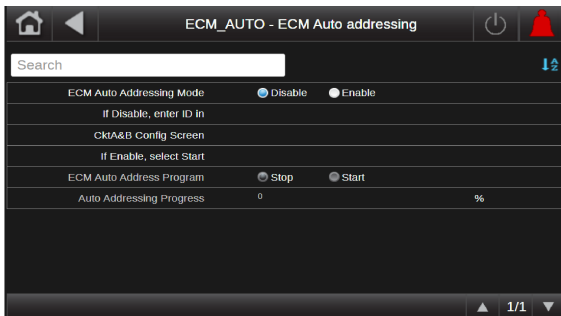 ECM_AUTO - ECM Auto addressing
Search
ECM Auto Addressing Mode Disable Enable
If Disable, enter ID in
CktA&B Config Screen
If Enable, select Start
ECM Auto Address Program Stop Start
Auto Addressing Progress 0 %
1/1